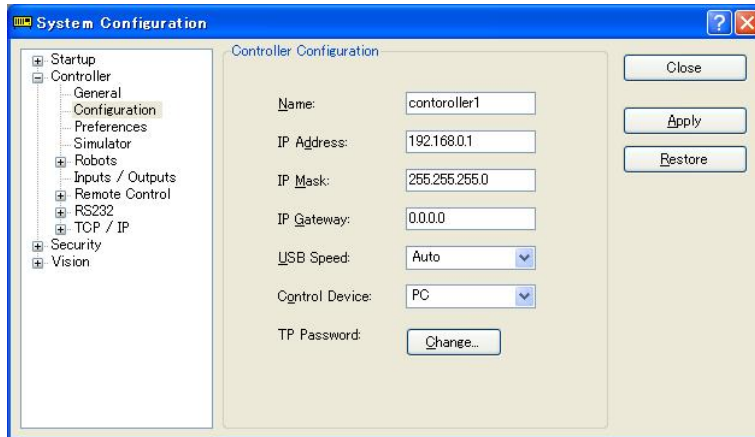 System Configuration
Startup
Controller
General
Configuration
Preferences
Simulator
Robots
Inputs / Outputs
Remote Control
RS232
TCP / IP
Security
Vision
Controller Configuration
Name: contoroller1
IP Address: 192.168.0.1
IP Mask: 255.255.255.0
IP Gateway: 0.0.0.0
USB Speed: Auto
Control Device: PC
TP Password: Change...
Close
Apply
Restore